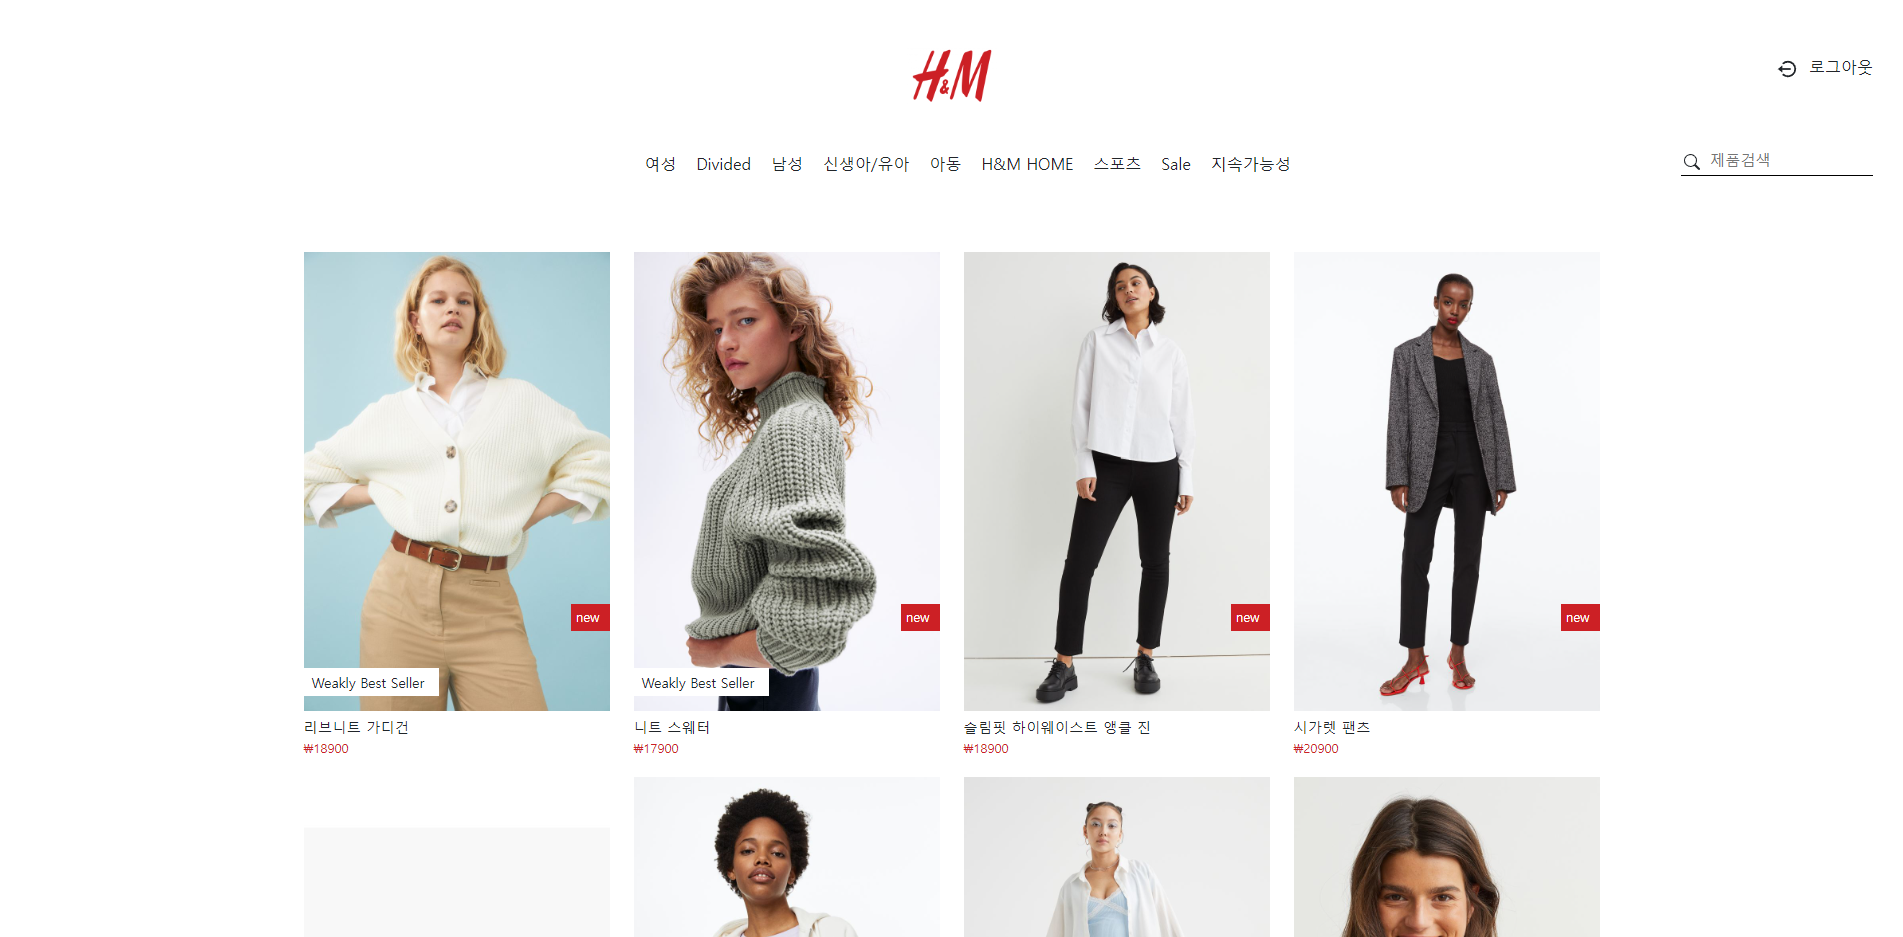 H&M
로그아웃
여성 Divided 남성 신생아/유아 아동 H&M HOME 스포츠 Sale 지속가능성
제품검색
new
new
new
new
Weakly Best Seller
Weakly Best Seller
리브니트 가디건
₩18900
니트 스웨터
₩17900
슬림핏 하이웨이스트 앵클 진
₩18900
시가렛 팬츠
₩20900